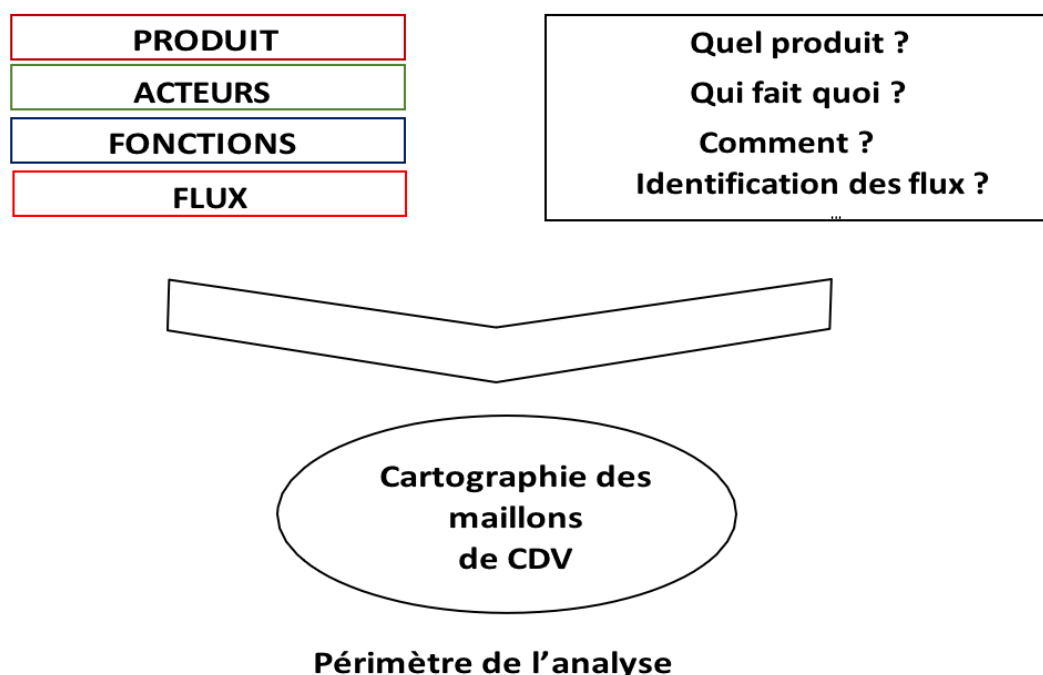 PRODUIT
ACTEURS
FONCTIONS
FLUX
Quel produit ?
Qui fait quoi ?
Comment ?
Identification des flux ?
...
Cartographie des
maillons
de CDV
Périmètre de l’analyse